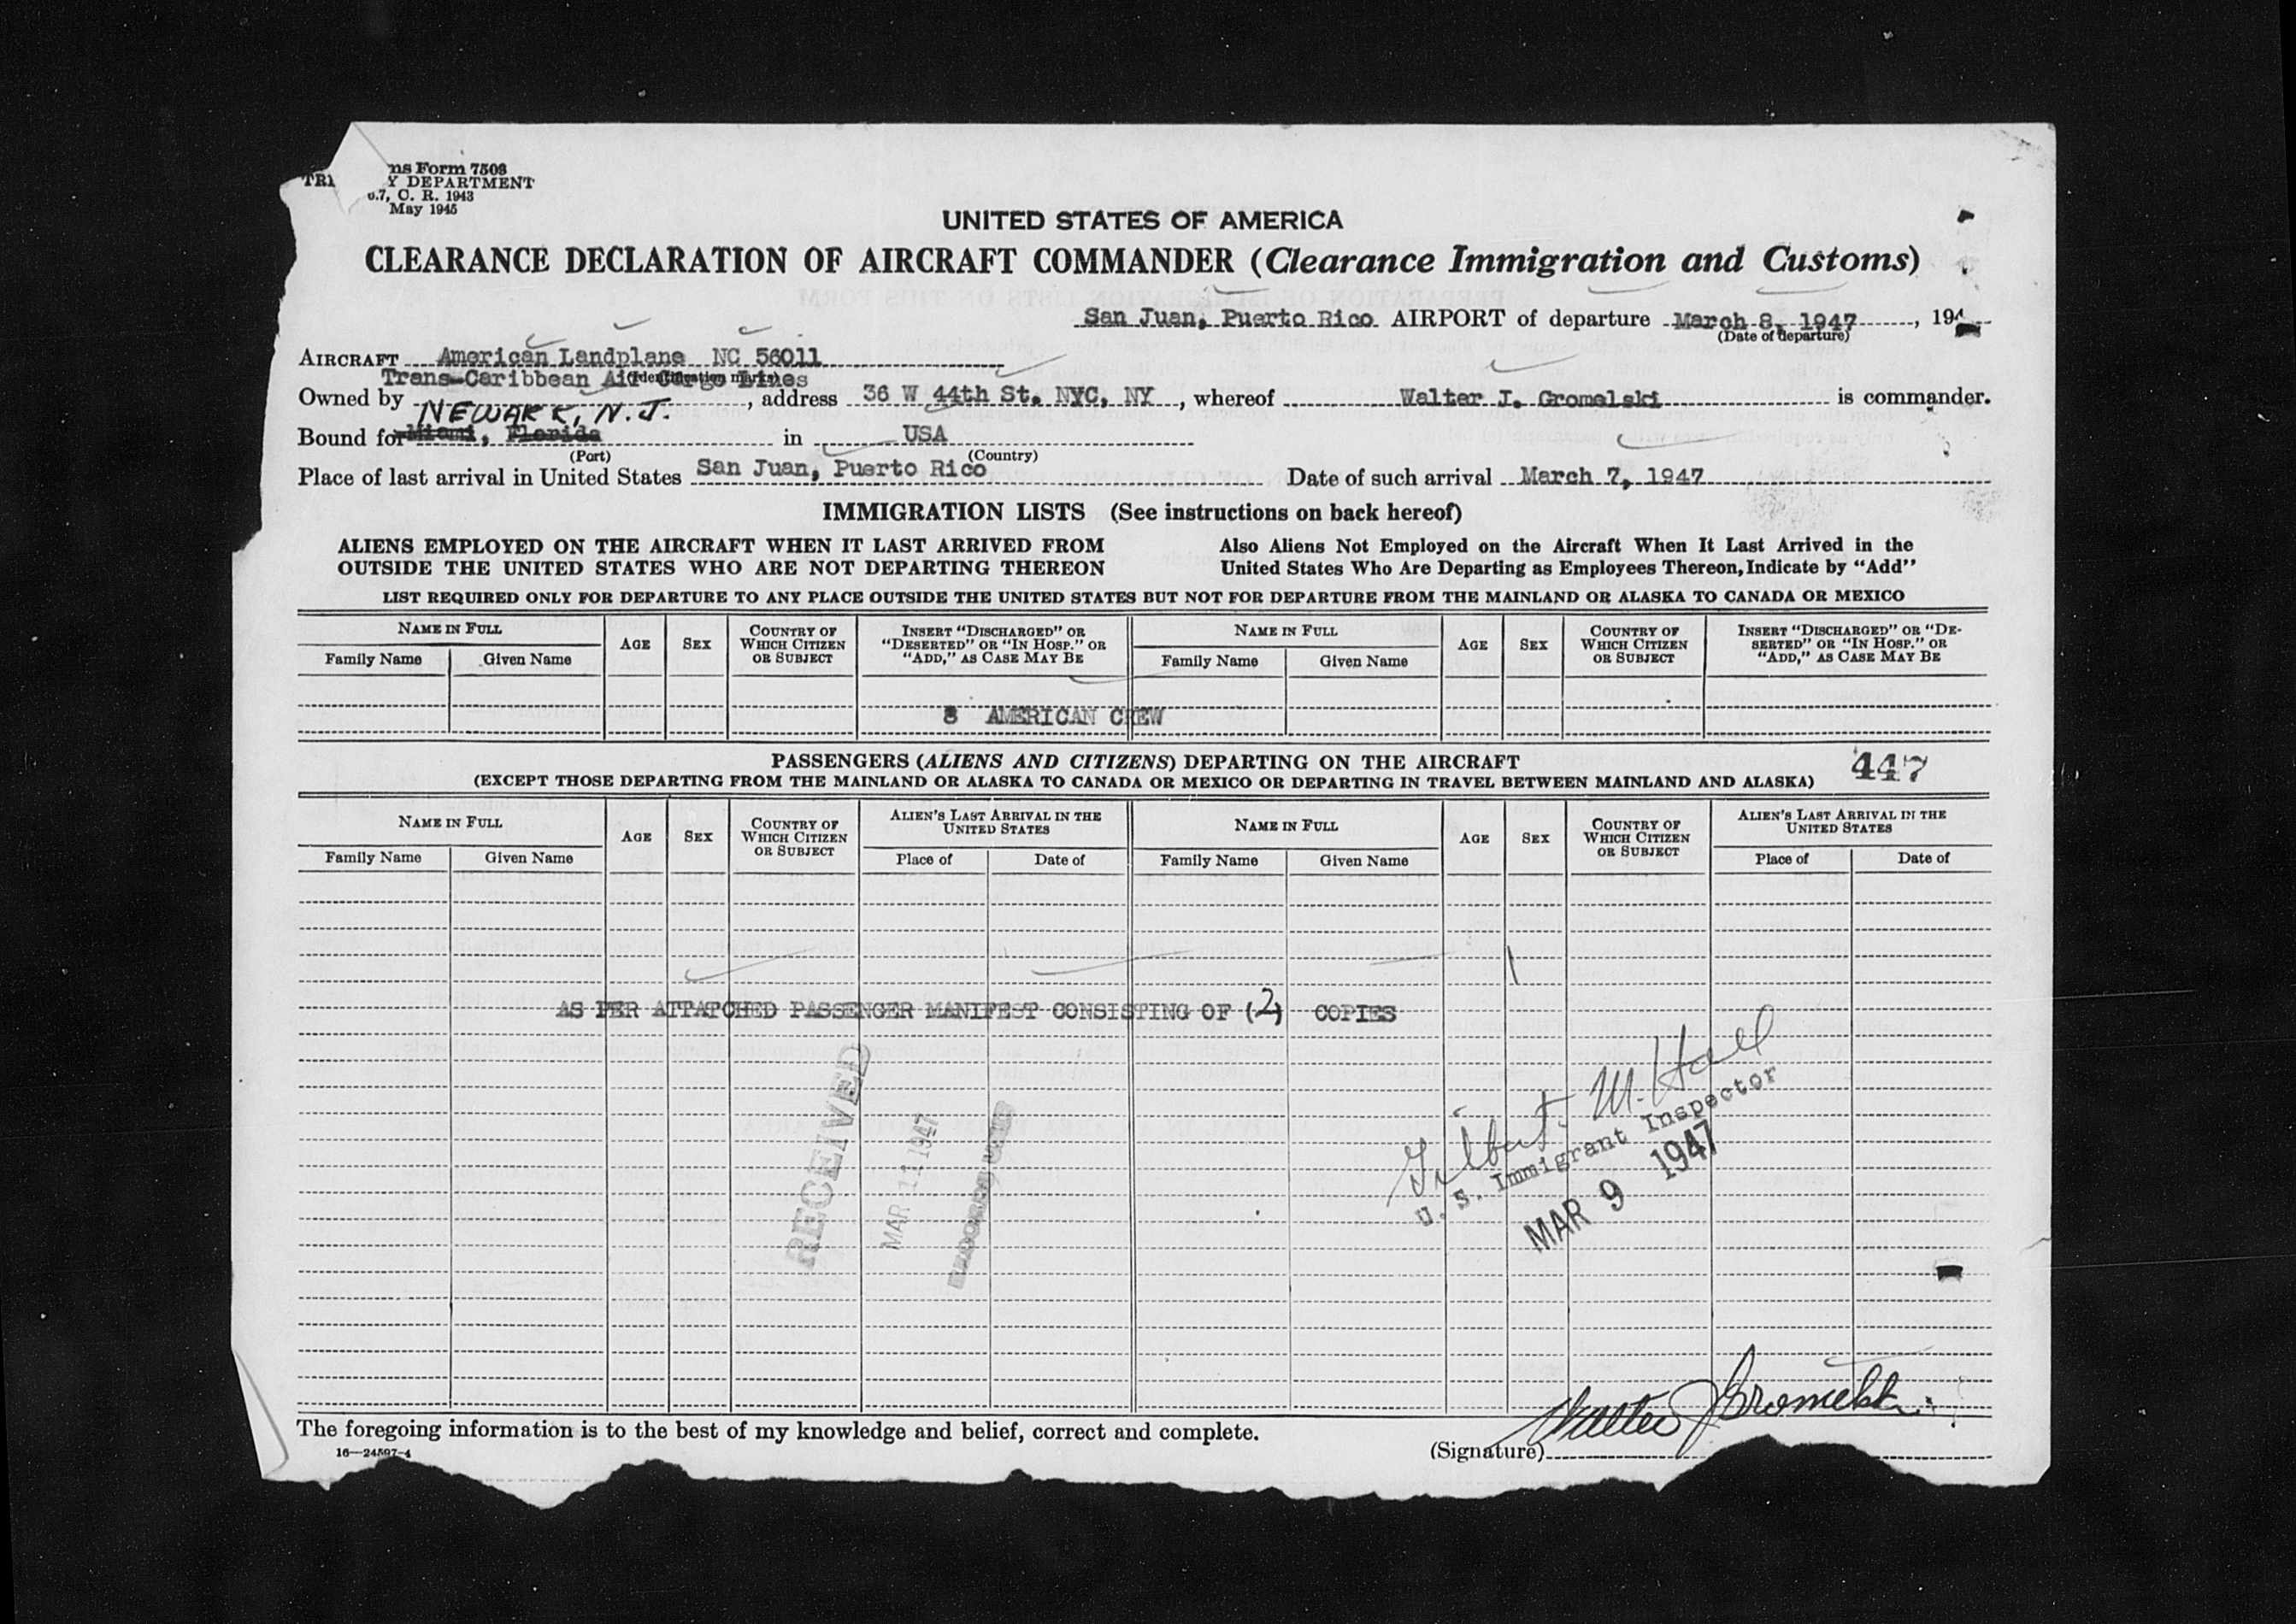 ns Form 7503
TRE Y DEPARTMENT
6.7, C. R. 1943
May 1945
UNITED STATES OF AMERICA
CLEARANCE DECLARATION OF AIRCRAFT COMMANDER (Clearance Immigration and Customs)
San Juan, Puerto Rico AIRPORT of departure March 8, 1947, 194
(Date of departure)
AIRCRAFT American Landplane NC 56011
(Identification marks)
Trans-Caribbean Air Cargo Lines
Owned by , address 36 W 44th St. NYC, NY , whereof Walter J. Gromelski is commander.
NEWARK, N.J.
Bound for Miami, Florida in USA
(Port) (Country)
Place of last arrival in United States San Juan, Puerto Rico Date of such arrival March 7, 1947
IMMIGRATION LISTS (See instructions on back hereof)
ALIENS EMPLOYED ON THE AIRCRAFT WHEN IT LAST ARRIVED FROM OUTSIDE THE UNITED STATES WHO ARE NOT DEPARTING THEREON
Also Aliens Not Employed on the Aircraft When It Last Arrived in the United States Who Are Departing as Employees Thereon, Indicate by "Add"
LIST REQUIRED ONLY FOR DEPARTURE TO ANY PLACE OUTSIDE THE UNITED STATES BUT NOT FOR DEPARTURE FROM THE MAINLAND OR ALASKA TO CANADA OR MEXICO
NAME IN FULL AGE SEX COUNTRY OF WHICH CITIZEN OR SUBJECT INSERT "DISCHARGED" OR "DESERTED" OR "IN HOSP." OR "ADD," AS CASE MAY BE NAME IN FULL AGE SEX COUNTRY OF WHICH CITIZEN OR SUBJECT INSERT "DISCHARGED" OR "DE-SERTED" OR "IN HOSP." OR "ADD," AS CASE MAY BE
Family Name Given Name Family Name Given Name
8 AMERICAN CREW
PASSENGERS (ALIENS AND CITIZENS) DEPARTING ON THE AIRCRAFT
(EXCEPT THOSE DEPARTING FROM THE MAINLAND OR ALASKA TO CANADA OR MEXICO OR DEPARTING IN TRAVEL BETWEEN MAINLAND AND ALASKA)
447
NAME IN FULL AGE SEX COUNTRY OF WHICH CITIZEN OR SUBJECT ALIEN'S LAST ARRIVAL IN THE UNITED STATES NAME IN FULL AGE SEX COUNTRY OF WHICH CITIZEN OR SUBJECT ALIEN'S LAST ARRIVAL IN THE UNITED STATES
Family Name Given Name Place of Date of Family Name Given Name Place of Date of
AS PER ATTATCHED PASSENGER MANIFEST CONSISTING OF (2) COPIES
RECEIVED
MAR 11 1947
Gilbert M. Hall
U. S. Immigrant Inspector
MAR 9 1947
The foregoing information is to the best of my knowledge and belief, correct and complete.
16—24597-4
(Signature) Walter J Gromelski